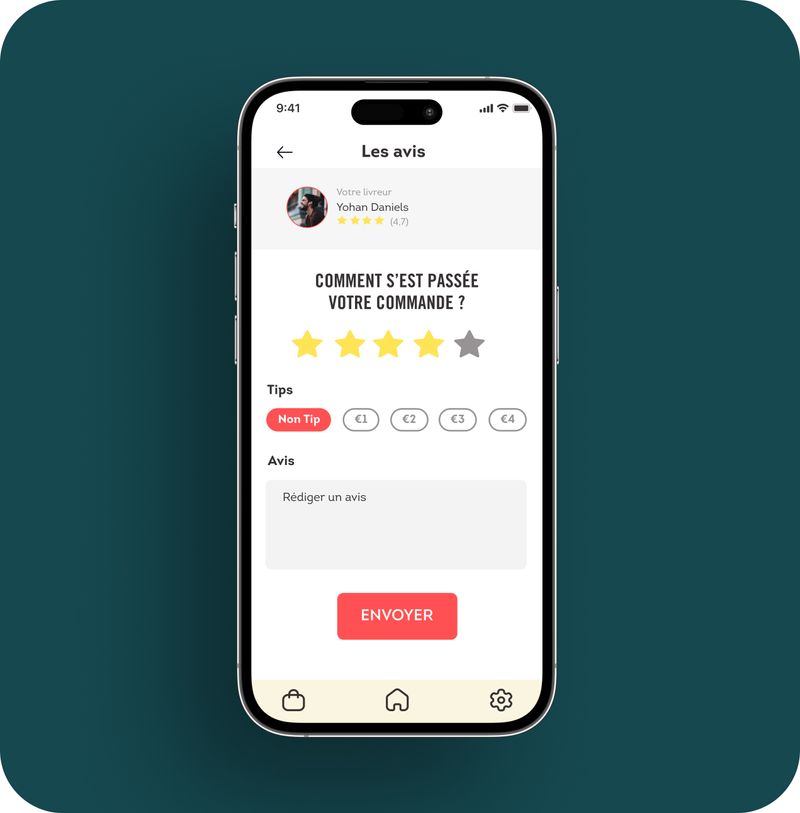 9:41
Les avis
Votre livreur
Yohan Daniels
(4.7)
COMMENT S'EST PASSÉE
VOTRE COMMANDE ?
Tips
Non Tip €1 €2 €3 €4
Avis
Rédiger un avis
ENVOYER